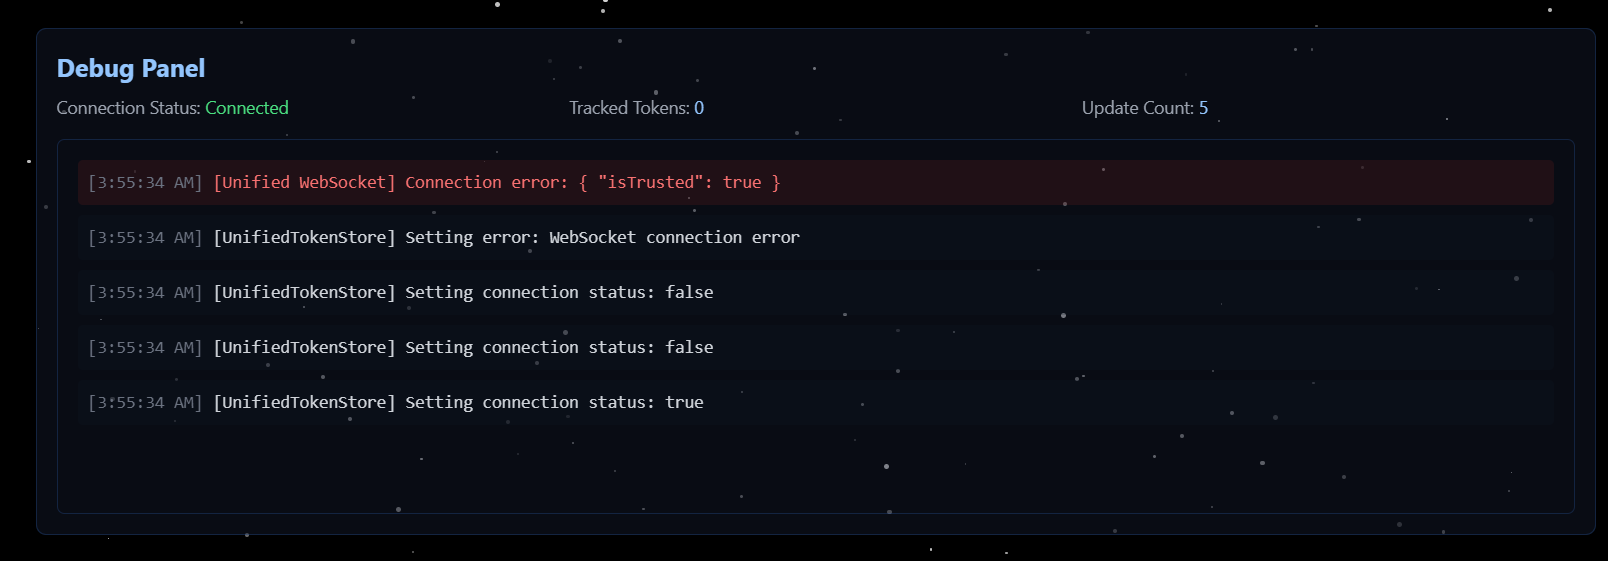 Debug Panel
Connection Status: Connected
Tracked Tokens: 0
Update Count: 5
[3:55:34 AM] [Unified WebSocket] Connection error: { "isTrusted": true }
[3:55:34 AM] [UnifiedTokenStore] Setting error: WebSocket connection error
[3:55:34 AM] [UnifiedTokenStore] Setting connection status: false
[3:55:34 AM] [UnifiedTokenStore] Setting connection status: false
[3:55:34 AM] [UnifiedTokenStore] Setting connection status: true